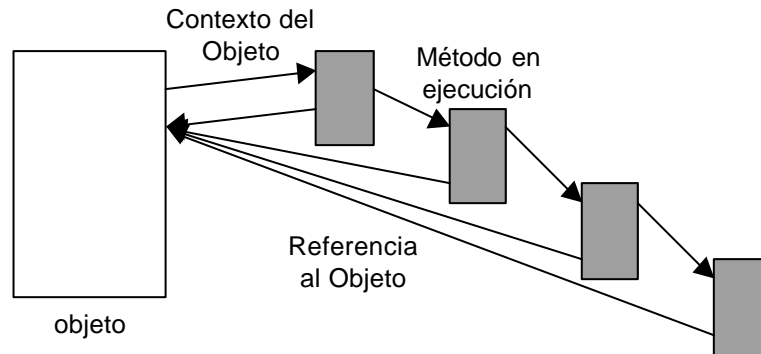 Contexto del
Objeto
Método en
ejecución
Referencia
al Objeto
objeto